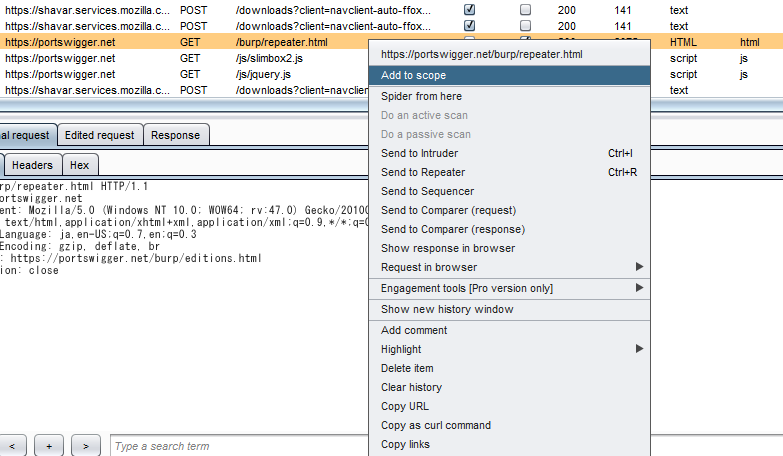 https://shavar.services.mozilla.c... POST /downloads?client=navclient-auto-ffox... 200 141 text
https://shavar.services.mozilla.c... POST /downloads?client=navclient-auto-ffox... 200 141 text
https://portswigger.net GET /burp/repeater.html HTML html
https://portswigger.net GET /js/slimbox2.js script js
https://portswigger.net GET /js/jquery.js script js
https://shavar.services.mozilla.c... POST /downloads?client=navclient text
https://portswigger.net/burp/repeater.html
Add to scope
Spider from here
Do an active scan
Do a passive scan
Send to Intruder Ctrl+I
Send to Repeater Ctrl+R
Send to Sequencer
Send to Comparer (request)
Send to Comparer (response)
Show response in browser
Request in browser
Engagement tools [Pro version only]
Show new history window
Add comment
Highlight
Delete item
Clear history
Copy URL
Copy as curl command
Copy links
al request Edited request Response
Headers Hex
rp/repeater.html HTTP/1.1
ortswigger.net
ent: Mozilla/5.0 (Windows NT 10.0; WOW64; rv:47.0) Gecko/2010
text/html,application/xhtml+xml,application/xml;q=0.9,*/*;q=
Language: ja,en-US;q=0.7,en;q=0.3
Encoding: gzip, deflate, br
: https://portswigger.net/burp/editions.html
ion: close
< + > Type a search term